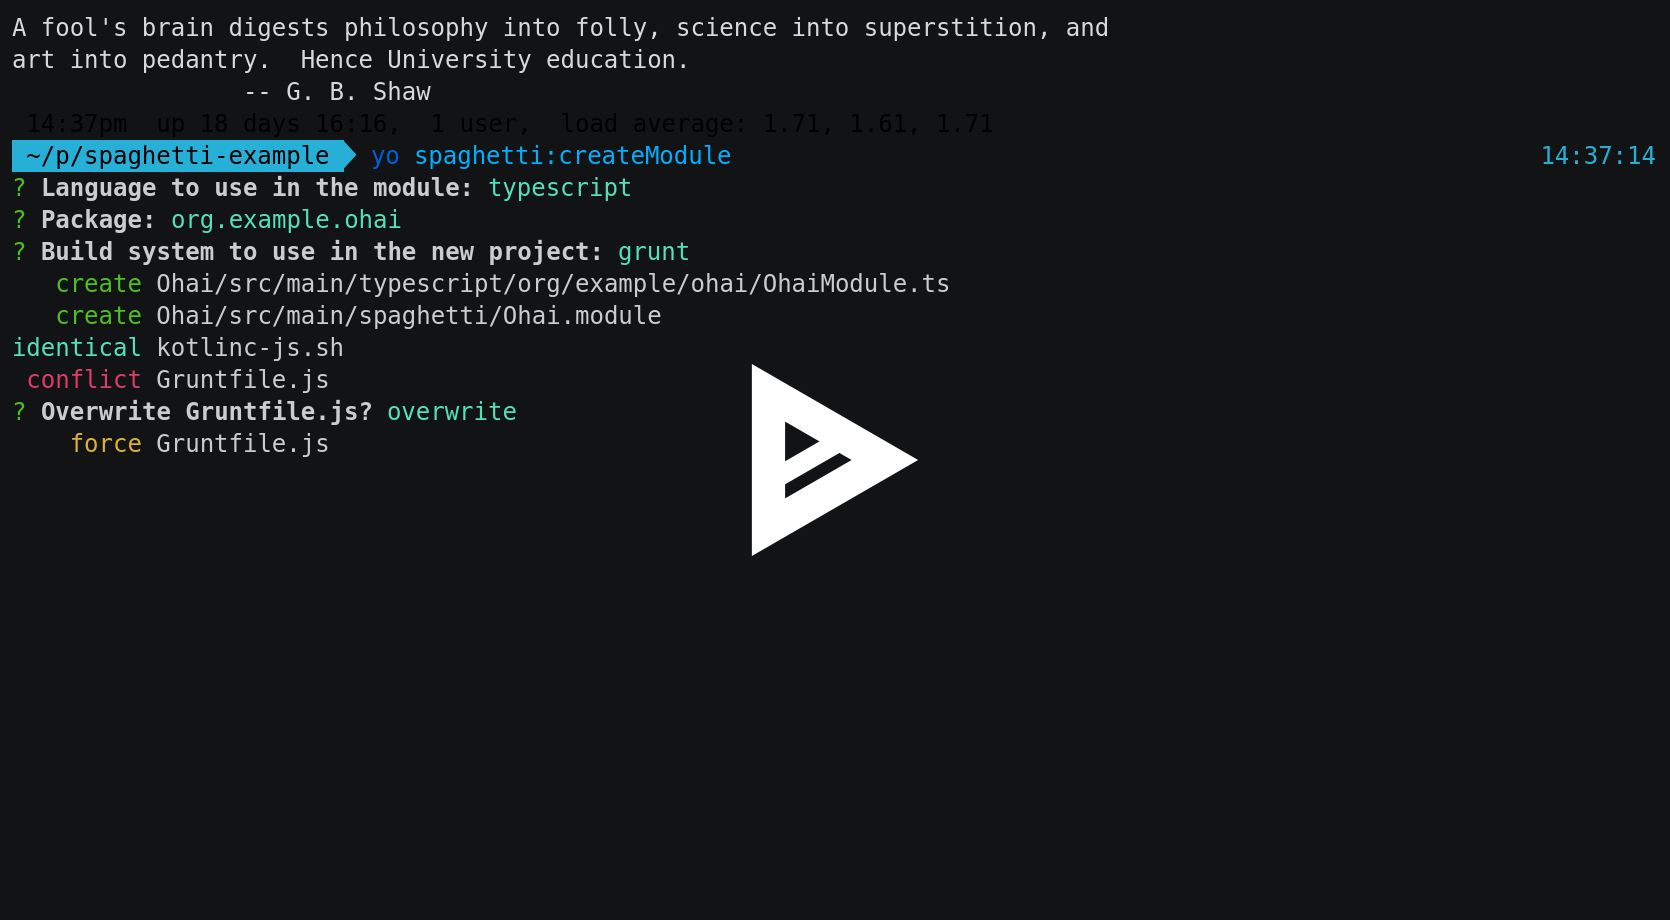 A fool's brain digests philosophy into folly, science into superstition, and
art into pedantry.  Hence University education.
                -- G. B. Shaw
 14:37pm  up 18 days 16:16,  1 user,  load average: 1.71, 1.61, 1.71
 ~/p/spaghetti-example  yo spaghetti:createModule 14:37:14
? Language to use in the module: typescript
? Package: org.example.ohai
? Build system to use in the new project: grunt
   create Ohai/src/main/typescript/org/example/ohai/OhaiModule.ts
   create Ohai/src/main/spaghetti/Ohai.module
identical kotlinc-js.sh
 conflict Gruntfile.js
? Overwrite Gruntfile.js? overwrite
    force Gruntfile.js